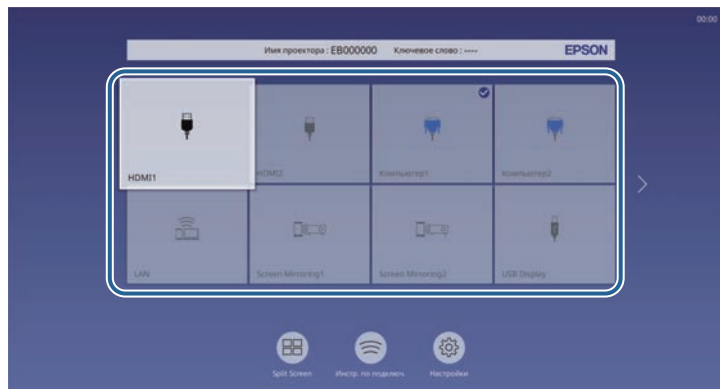 00:00
Имя проектора : EB000000 Ключевое слово : ---- EPSON
HDMI1 HDMI2 Компьютер1 Компьютер2
LAN Screen Mirroring1 Screen Mirroring2 USB Display
Split Screen Инстр. по подключ. Настройки